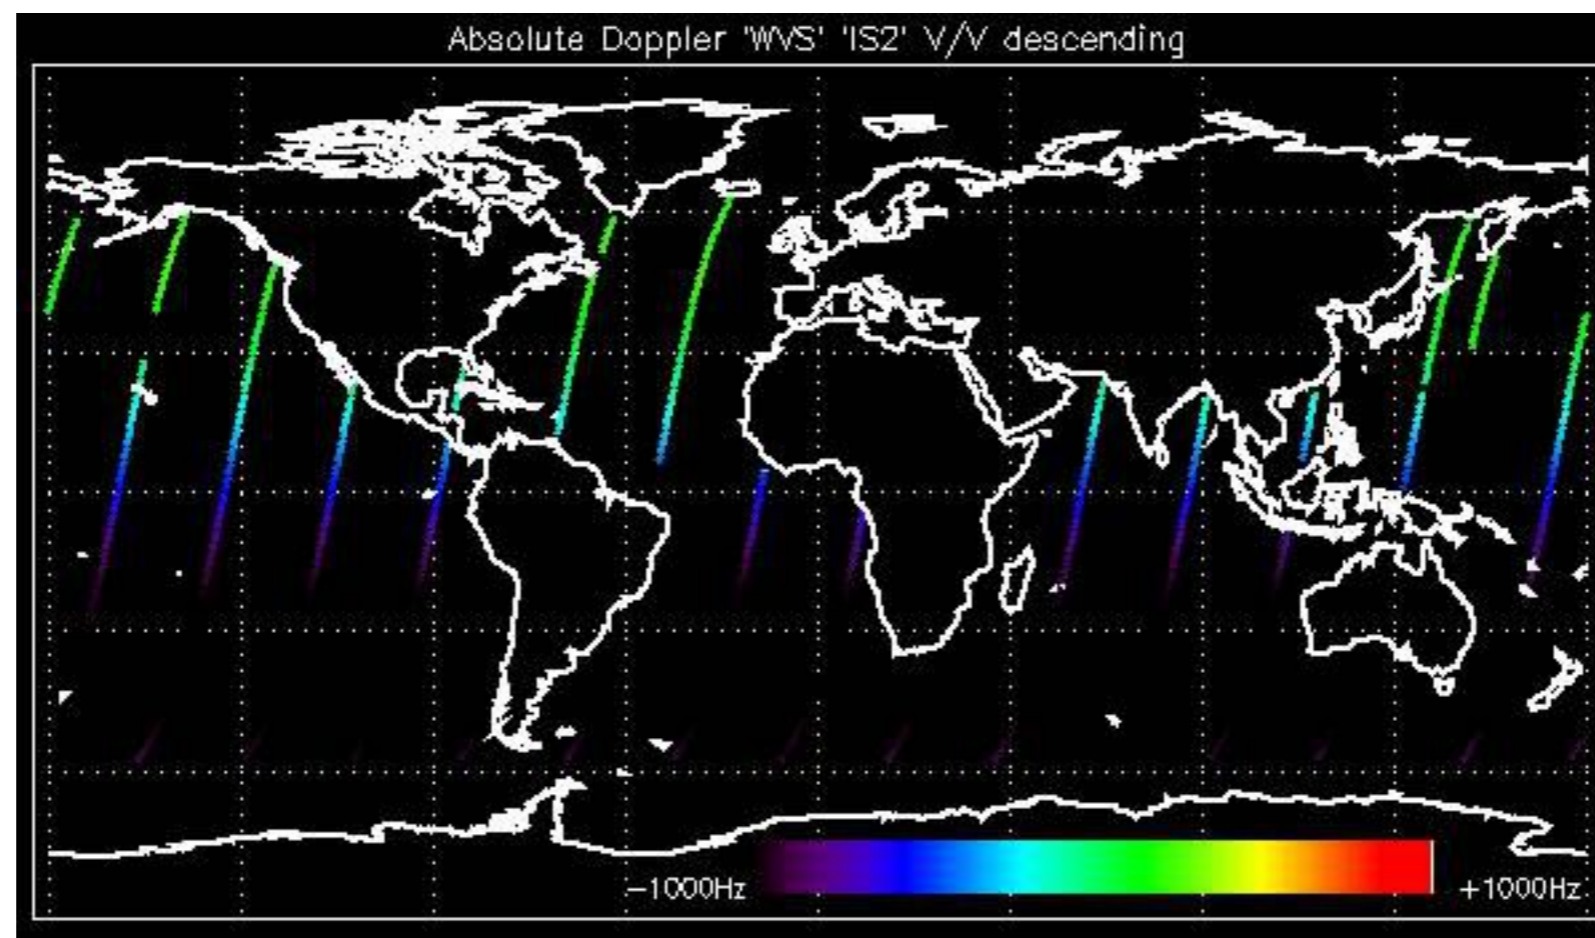 Absolute Doppler 'WVS' 'IS2' V/V descending
−1000Hz
+1000Hz